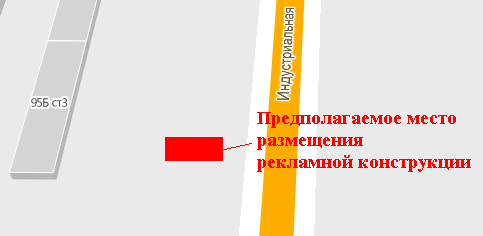 Индустриальная
95Б ст3
Предполагаемое место
размещения
рекламной конструкции